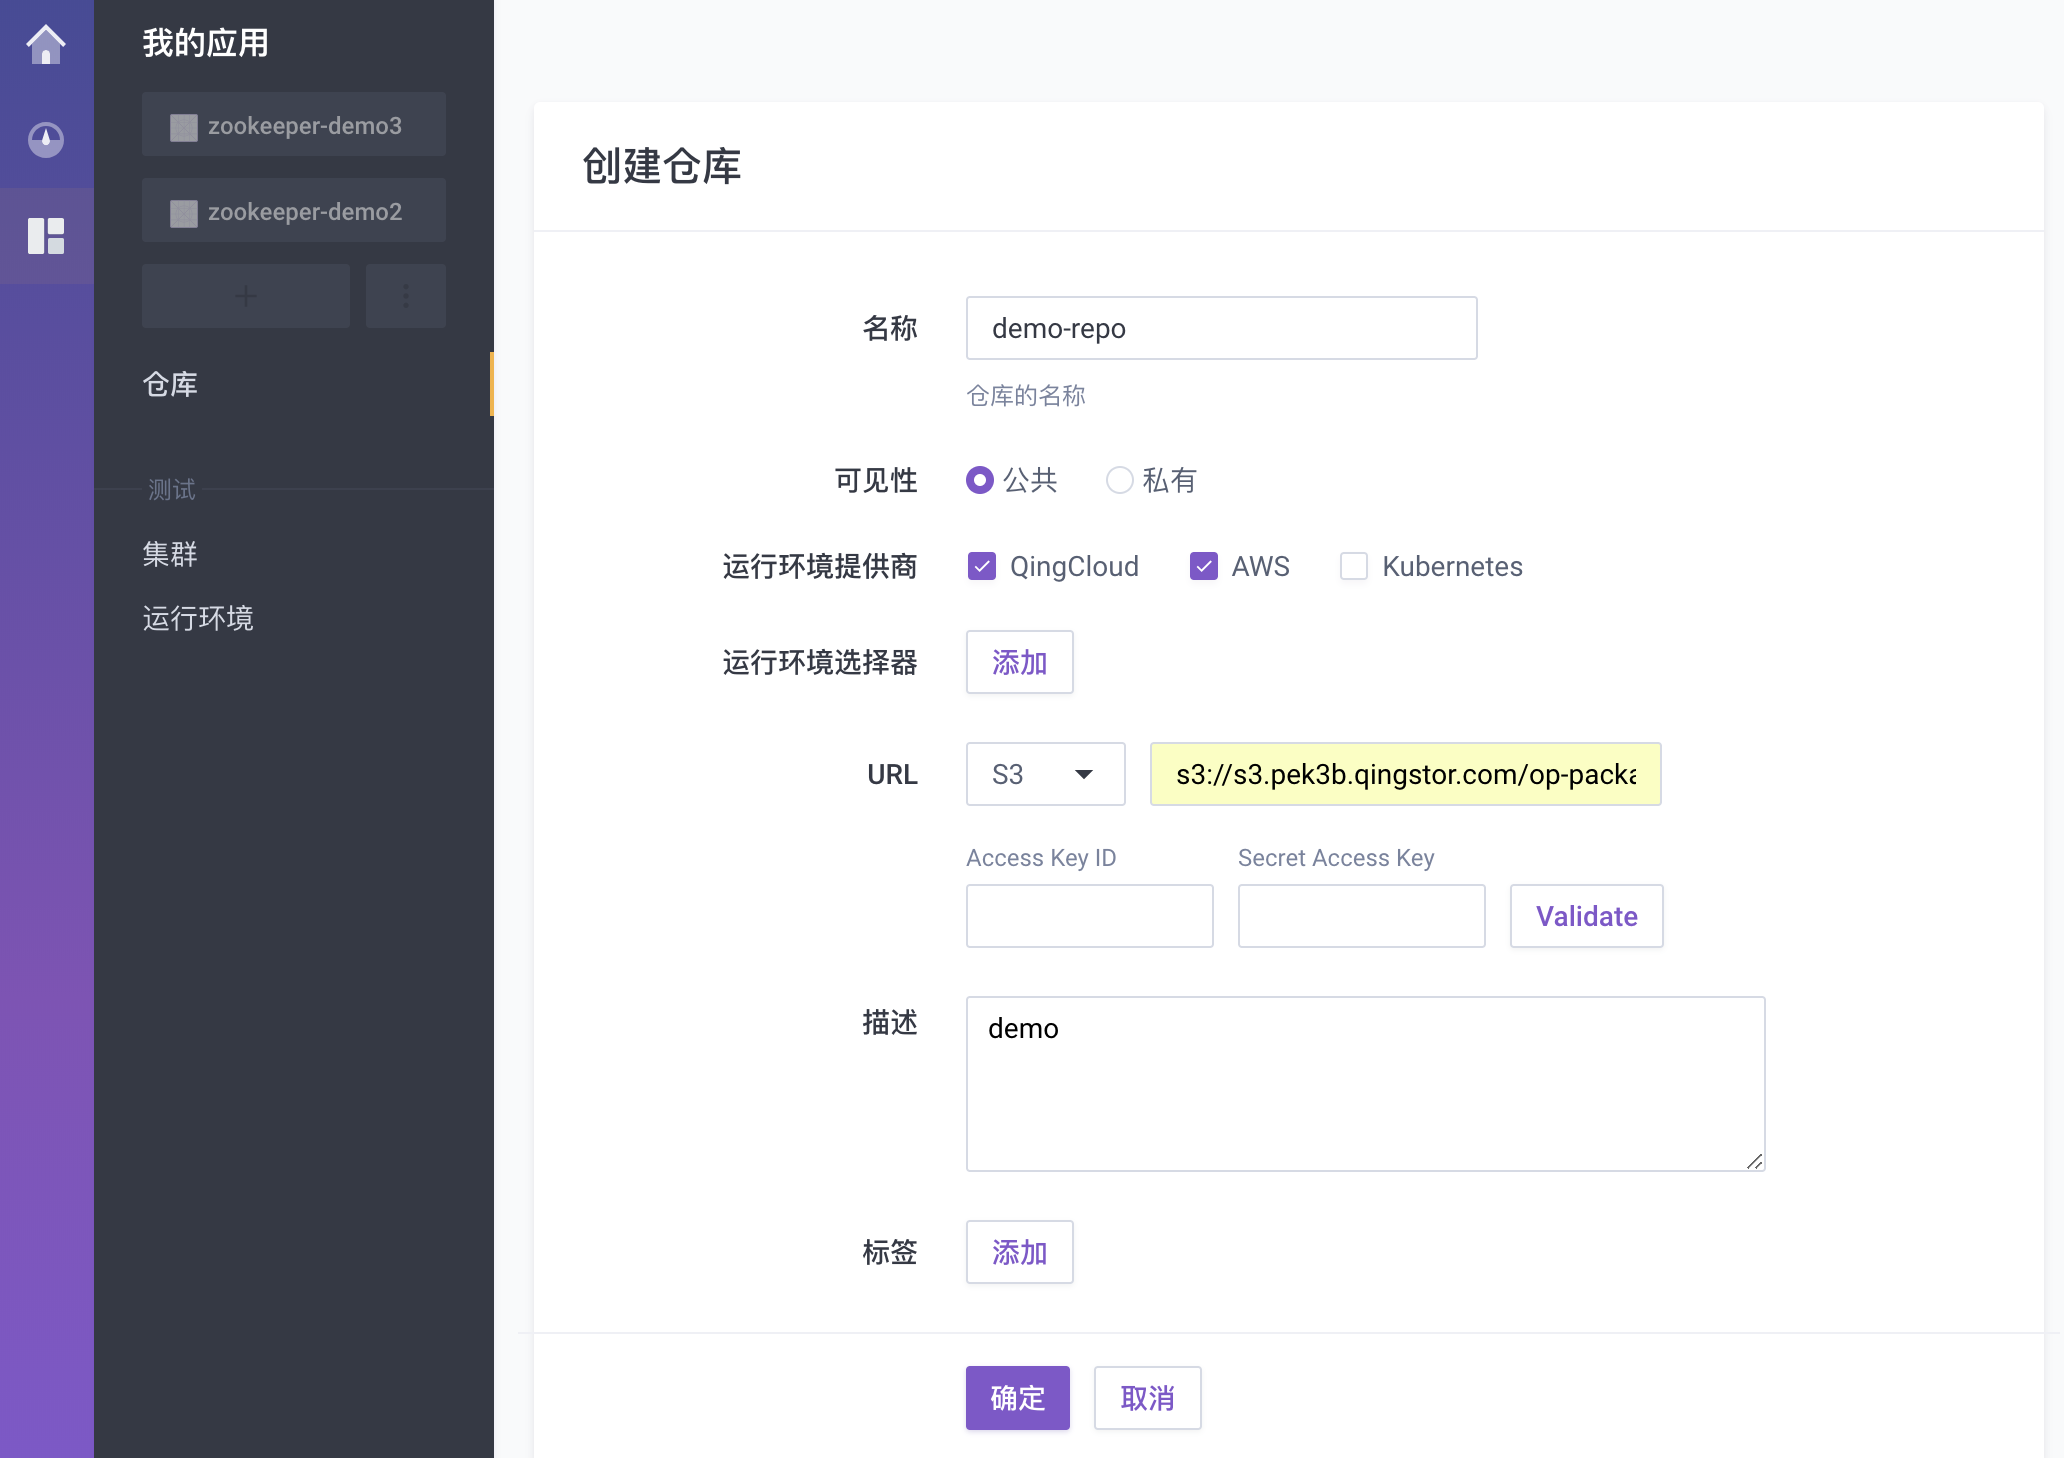 我的应用
zookeeper-demo3
zookeeper-demo2
仓库
测试
集群
运行环境
创建仓库
名称 demo-repo
仓库的名称
可见性 公共 私有
运行环境提供商 QingCloud AWS Kubernetes
运行环境选择器 添加
URL S3 s3://s3.pek3b.qingstor.com/op-packa
Access Key ID Secret Access Key
Validate
描述 demo
标签 添加
确定 取消